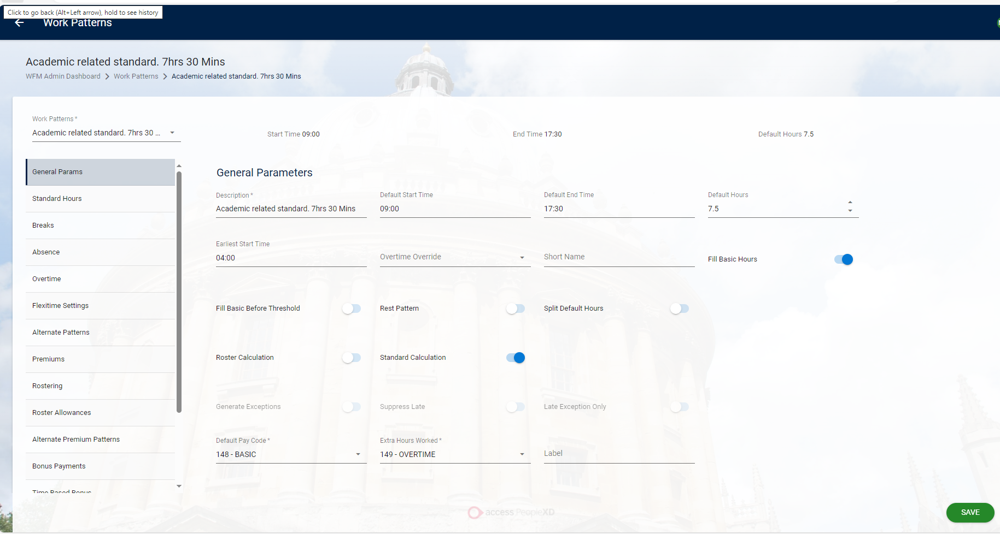 Click to go back (Alt+Left arrow), hold to see history
Work Patterns
Academic related standard. 7hrs 30 Mins
WFM Admin Dashboard > Work Patterns > Academic related standard. 7hrs 30 Mins
Work Patterns *
Academic related standard. 7hrs 30 ...
Start Time 09:00
End Time 17:30
Default Hours 7.5
General Params
Standard Hours
Breaks
Absence
Overtime
Flexitime Settings
Alternate Patterns
Premiums
Rostering
Roster Allowances
Alternate Premium Patterns
Bonus Payments
Time Based Bonus
General Parameters
Description *
Academic related standard. 7hrs 30 Mins
Default Start Time
09:00
Default End Time
17:30
Default Hours
7.5
Earliest Start Time
04:00
Overtime Override
Short Name
Fill Basic Hours
Fill Basic Before Threshold
Rest Pattern
Split Default Hours
Roster Calculation
Standard Calculation
Generate Exceptions
Suppress Late
Late Exception Only
Default Pay Code *
148 - BASIC
Extra Hours Worked *
149 - OVERTIME
Label
access PeopleXD
SAVE